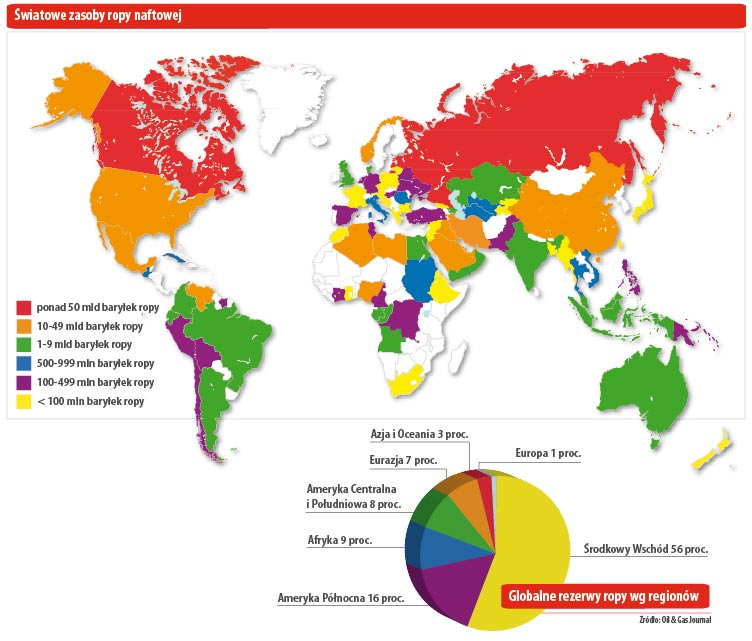 Światowe zasoby ropy naftowej
ponad 50 mld baryłek ropy
10-49 mld baryłek ropy
1-9 mld baryłek ropy
500-999 mln baryłek ropy
100-499 mln baryłek ropy
< 100 mln baryłek ropy
Azja i Oceania 3 proc.
Europa 1 proc.
Eurazja 7 proc.
Ameryka Centralna
i Południowa 8 proc.
Afryka 9 proc.
Środkowy Wschód 56 proc.
Ameryka Północna 16 proc.
Globalne rezerwy ropy wg regionów
Źródło: Oil & Gas Journal